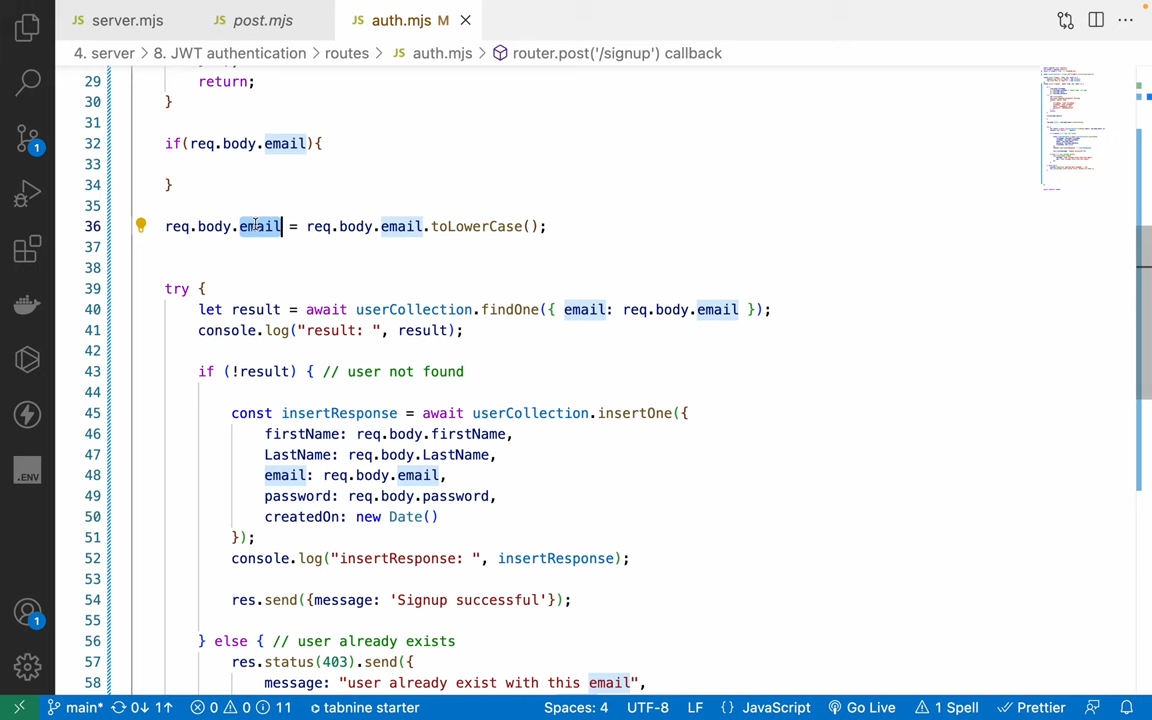 server.mjs post.mjs auth.mjs M
4. server > 8. JWT authentication > routes > auth.mjs > router.post('/signup') callback
29 return;
30 }
31
32 if(req.body.email){
33
34 }
35
36 req.body.email = req.body.email.toLowerCase();
37
38
39 try {
40 let result = await userCollection.findOne({ email: req.body.email });
41 console.log("result: ", result);
42
43 if (!result) { // user not found
44
45 const insertResponse = await userCollection.insertOne({
46 firstName: req.body.firstName,
47 LastName: req.body.LastName,
48 email: req.body.email,
49 password: req.body.password,
50 createdOn: new Date()
51 });
52 console.log("insertResponse: ", insertResponse);
53
54 res.send({message: 'Signup successful'});
55
56 } else { // user already exists
57 res.status(403).send({
58 message: "user already exist with this email",
main* 0↓ 1↑ 0 0 11 tabnine starter Spaces: 4 UTF-8 LF {} JavaScript Go Live 1 Spell Prettier
1
.ENV
1